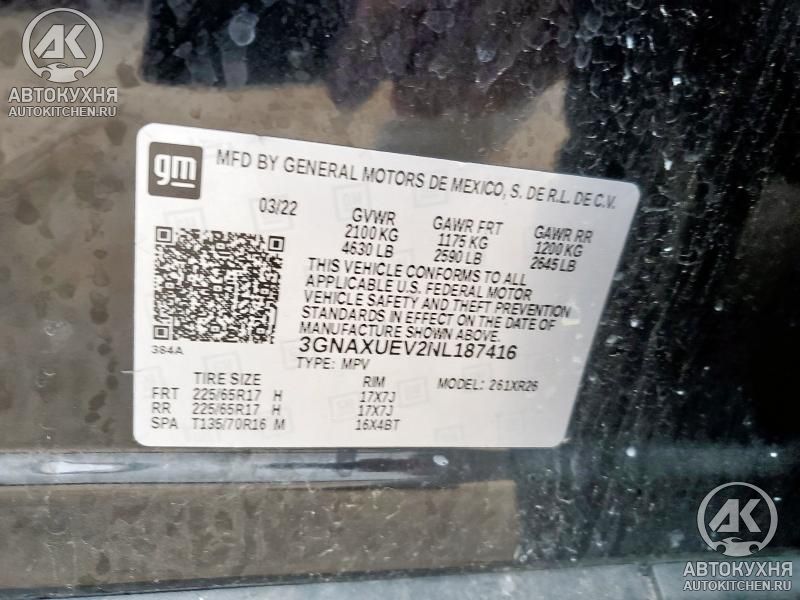 АК
АВТОКУХНЯ
AUTOKITCHEN.RU
gm
MFD BY GENERAL MOTORS DE MEXICO, S. DE R.L. DE C.V.
03/22 GVWR GAWR FRT GAWR RR
2100 KG 1175 KG 1200 KG
4630 LB 2590 LB 2645 LB
THIS VEHICLE CONFORMS TO ALL
APPLICABLE U.S. FEDERAL MOTOR
VEHICLE SAFETY AND THEFT PREVENTION
STANDARDS IN EFFECT ON THE DATE OF
MANUFACTURE SHOWN ABOVE.
384A
3GNAXUEV2NL187416
TYPE: MPV
TIRE SIZE RIM MODEL: 261XR26
FRT 225/65R17 H 17X7J
RR 225/65R17 H 17X7J
SPA T135/70R16 M 16X4BT
АК
АВТОКУХНЯ
AUTOKITCHEN.RU